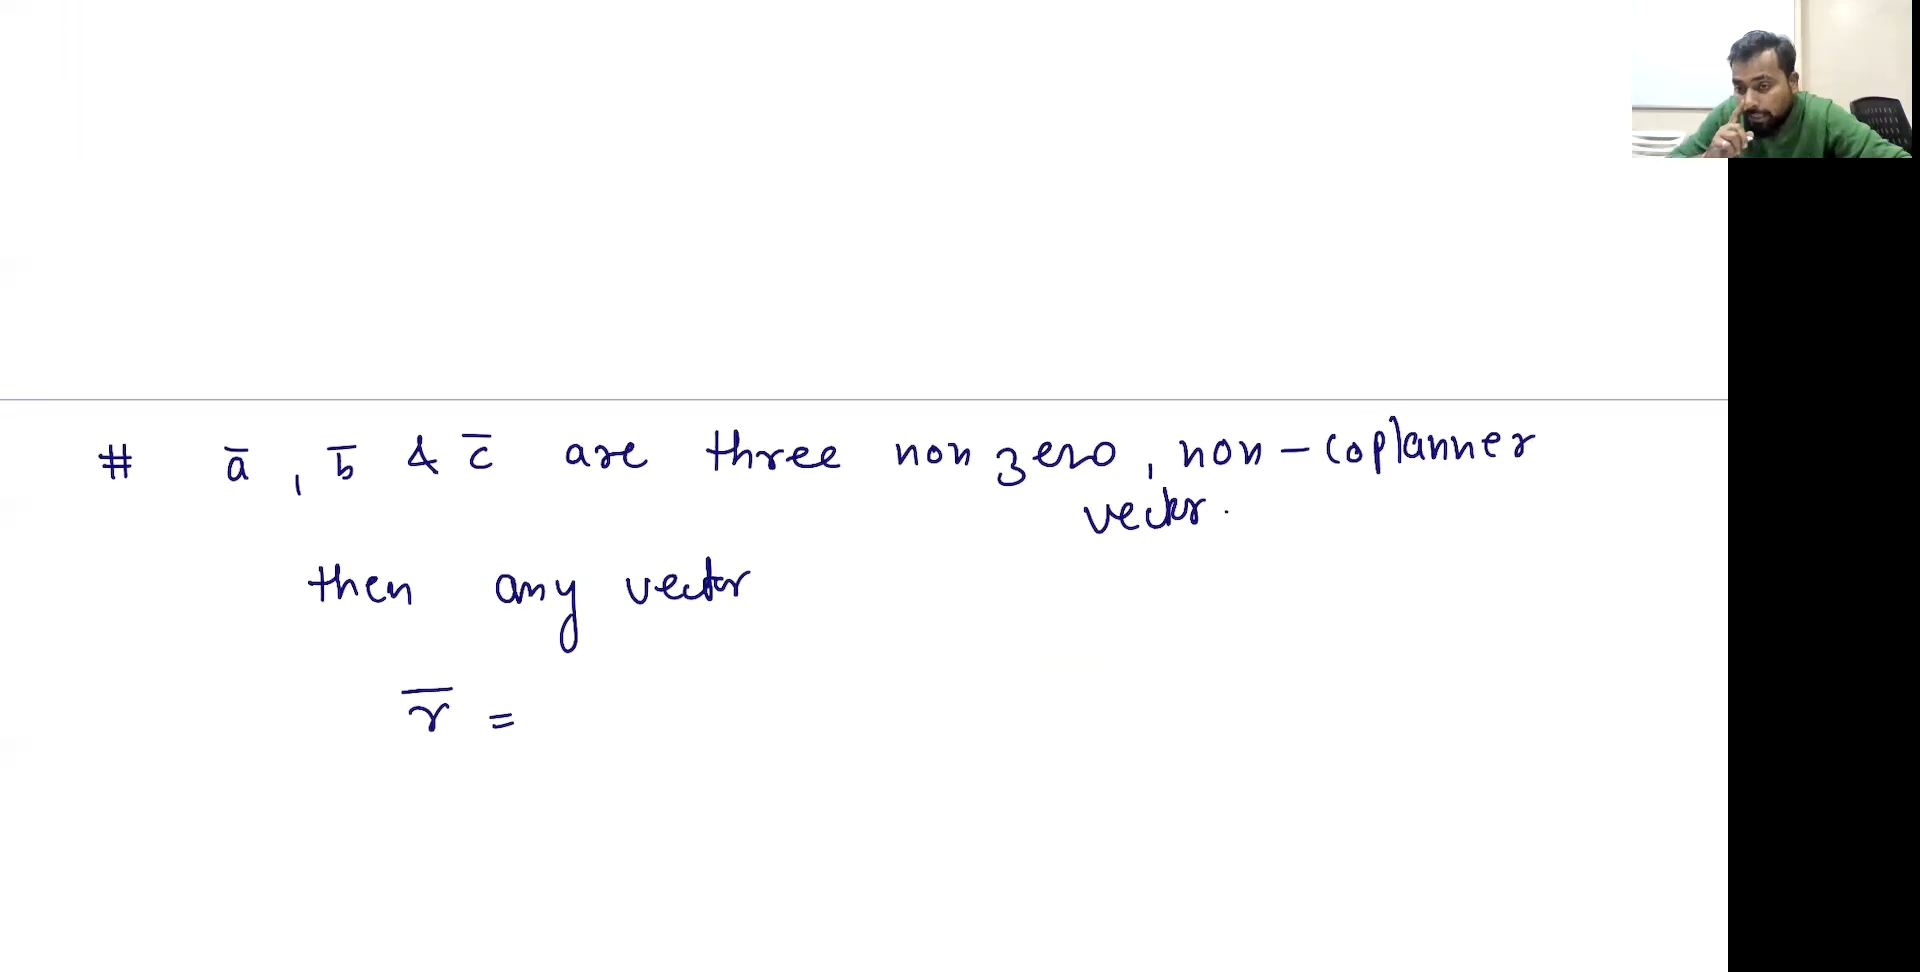 # a̅ , b̅ & c̅ are three non zero , non - coplanner
vector.
then any vector
r̅ =